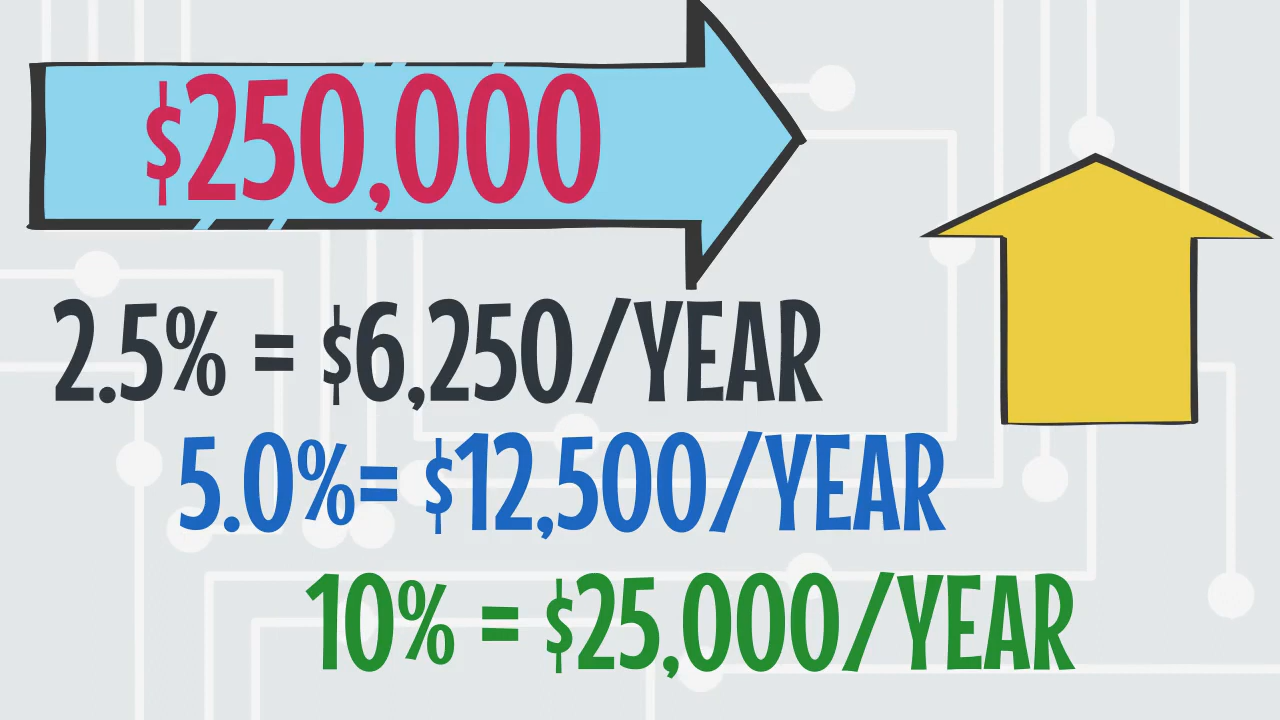 $250,000
2.5% = $6,250/YEAR
5.0%= $12,500/YEAR
10% = $25,000/YEAR